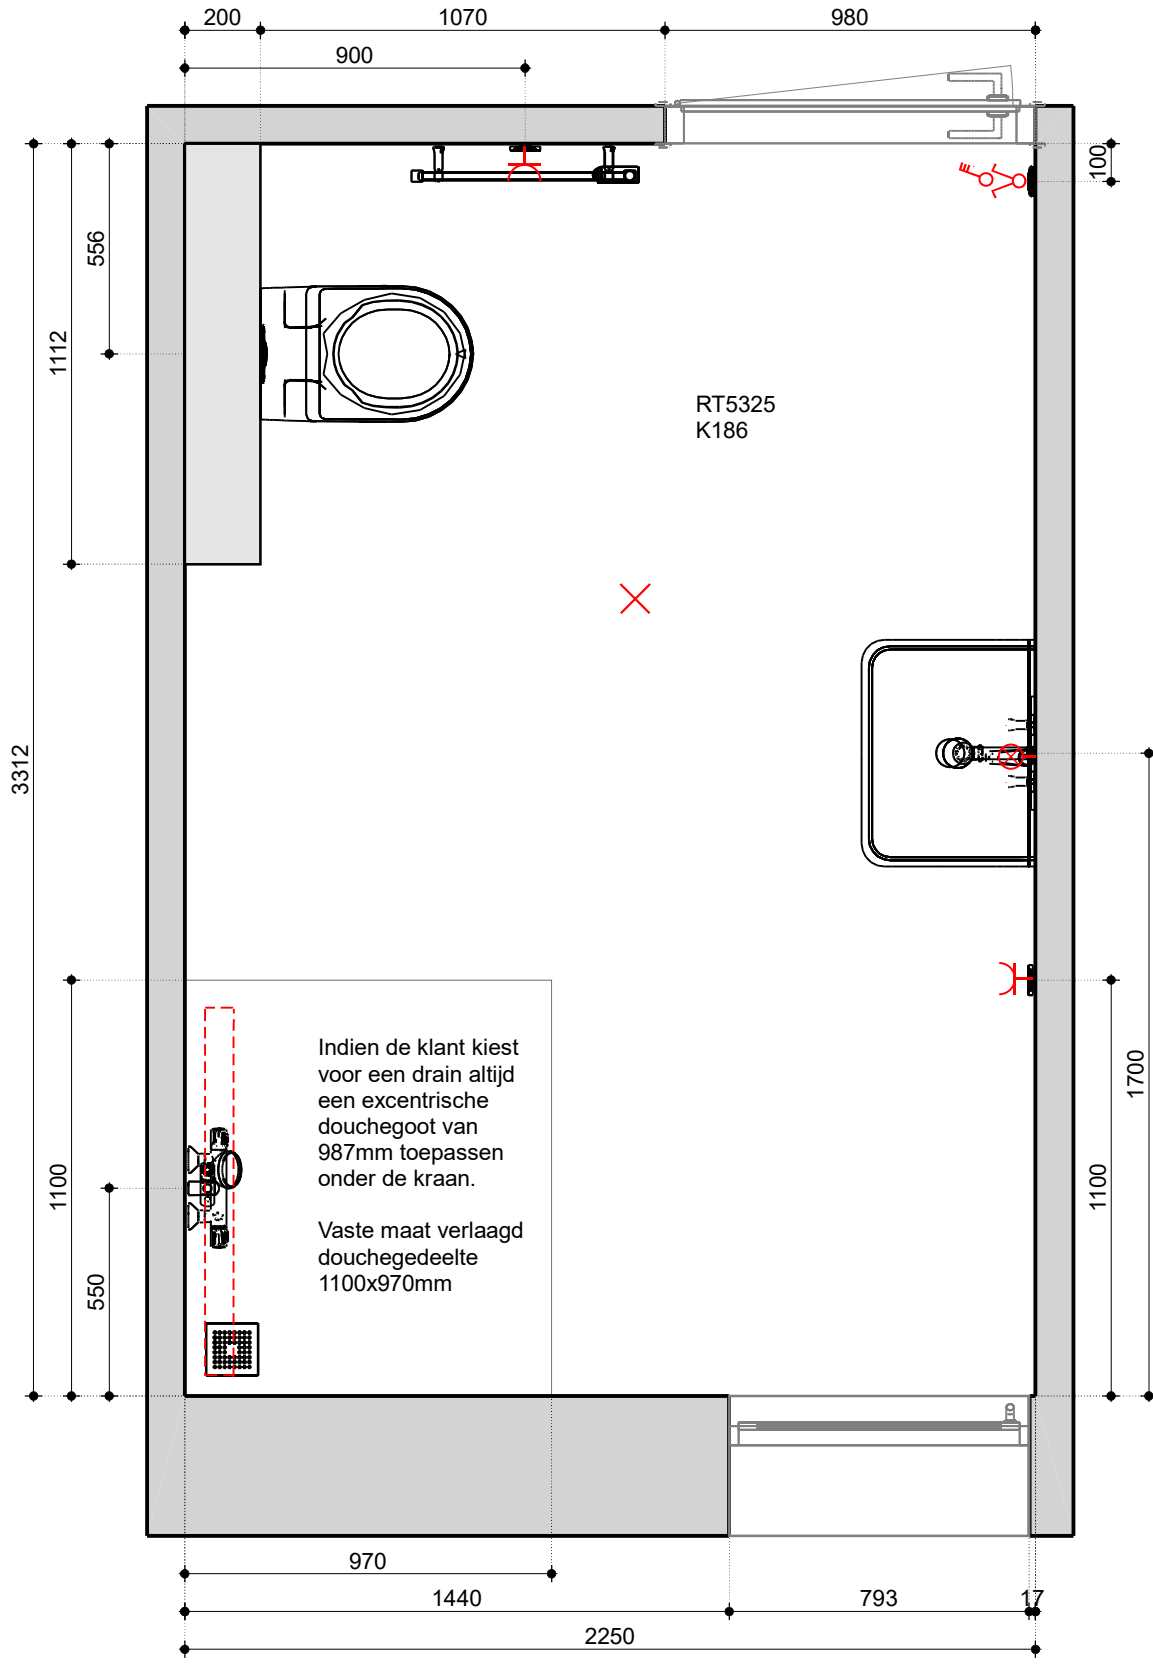 200
1070
980
900
100
556
1112
RT5325
K186
3312
1700
Indien de klant kiest
voor een drain altijd
een excentrische
douchegoot van
987mm toepassen
onder de kraan.
Vaste maat verlaagd
douchegedeelte
1100x970mm
1100
1100
550
970
1440
793
17
2250